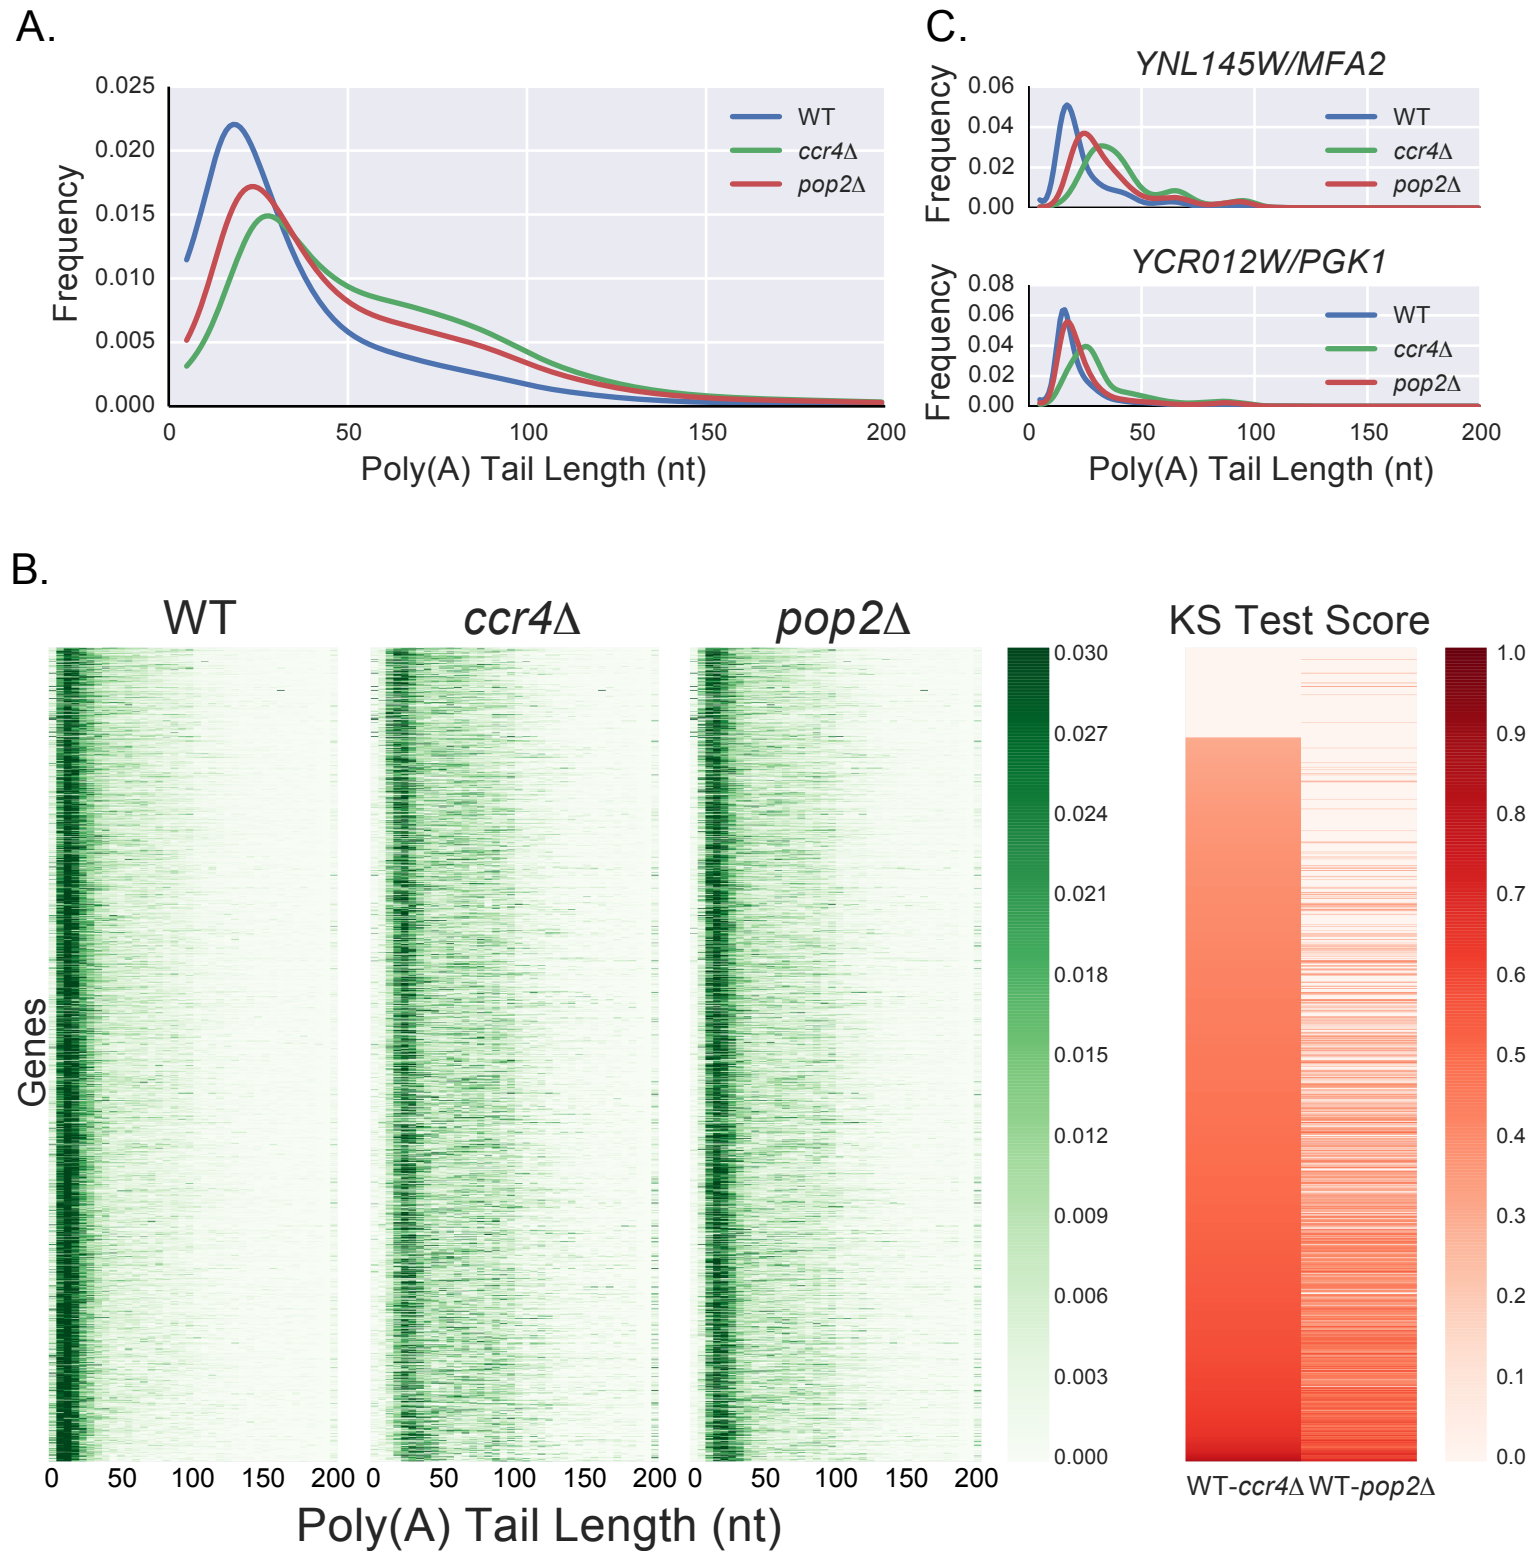 A.
0.025
0.020
0.015
0.010
0.005
0.000
Frequency
WT
ccr4Δ
pop2Δ
0 50 100 150 200
Poly(A) Tail Length (nt)
C.
YNL145W/MFA2
0.06
0.04
0.02
0.00
Frequency
WT
ccr4Δ
pop2Δ
YCR012W/PGK1
0.08
0.06
0.04
0.02
0.00
Frequency
WT
ccr4Δ
pop2Δ
0 50 100 150 200
Poly(A) Tail Length (nt)
B.
WT ccr4Δ pop2Δ
Genes
0 50 100 150 200 0 50 100 150 200 0 50 100 150 200
Poly(A) Tail Length (nt)
0.030
0.027
0.024
0.021
0.018
0.015
0.012
0.009
0.006
0.003
0.000
KS Test Score
WT-ccr4Δ WT-pop2Δ
1.0
0.9
0.8
0.7
0.6
0.5
0.4
0.3
0.2
0.1
0.0